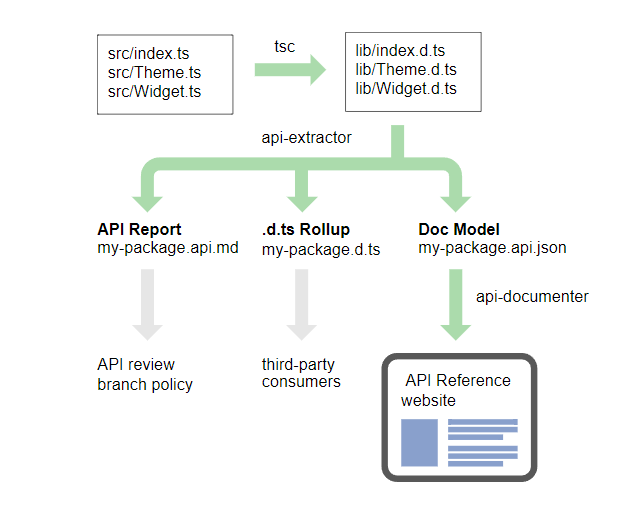 tsc
src/index.ts
src/Theme.ts
src/Widget.ts
lib/index.d.ts
lib/Theme.d.ts
lib/Widget.d.ts
api-extractor
API Report
my-package.api.md
.d.ts Rollup
my-package.d.ts
Doc Model
my-package.api.json
api-documenter
API review
branch policy
third-party
consumers
API Reference
website